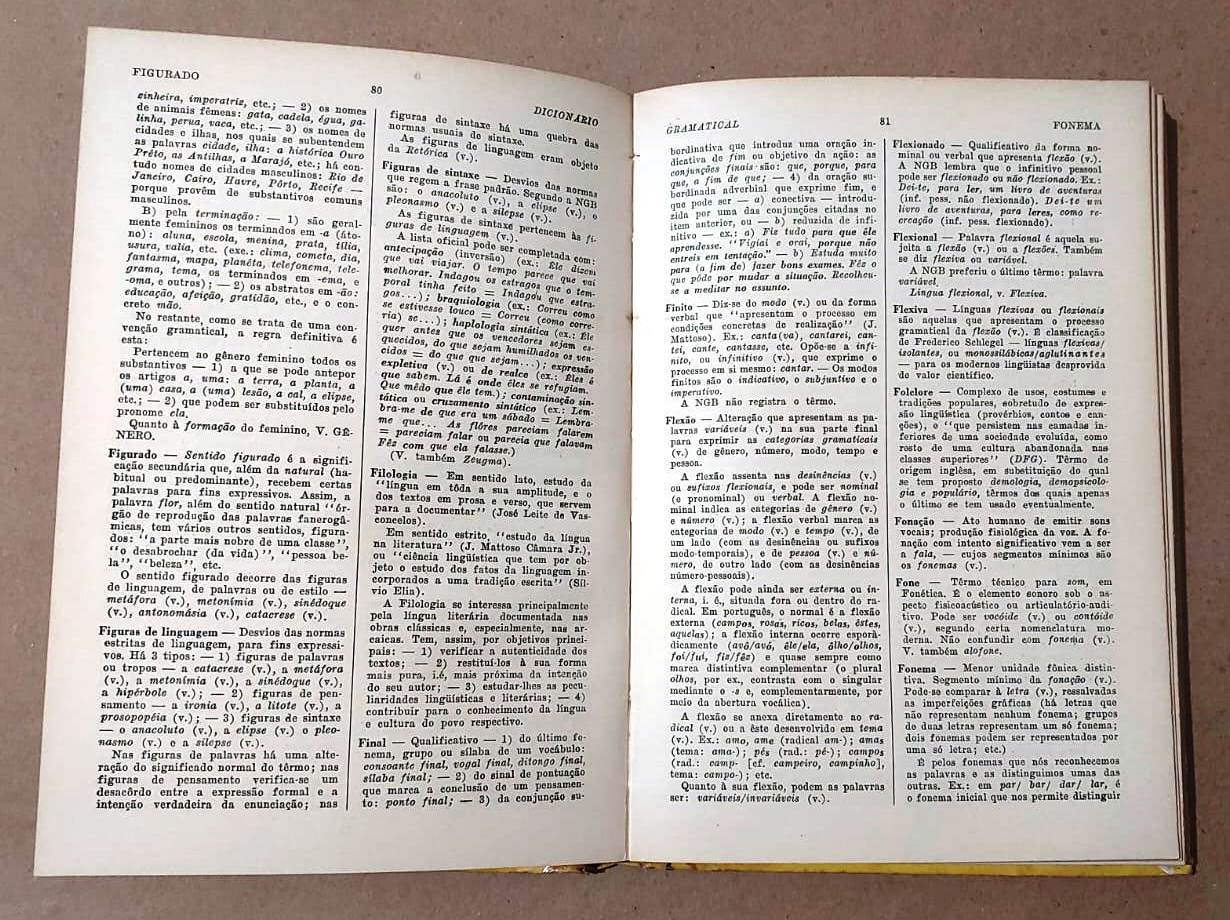 FIGURADO
80
DICIONÁRIO
zinheira, imperatriz, etc.; — 2) os nomes
de animais fêmeas: gata, cadela, égua, ga-
linha, perua, vaca, etc.; — 3) os nomes de
cidades e ilhas, nos quais se subentendem
as palavras cidade, ilha: a histórica Ouro
Prêto, as Antilhas, a Marajó, etc.; há con-
tudo nomes de cidades masculinos: Rio de
Janeiro, Cairo, Havre, Pôrto, Recife —
porque provêm de substantivos comuns
masculinos.
B) pela terminação: — 1) são geral-
mente femininos os terminados em -a (áto-
no): aluna, escola, menina, prata, tília,
usura, valia, etc. (exc.: clima, cometa, dia,
fantasma, mapa, planêta, telefonema, tele-
grama, tema, os terminados em -ema, e
-oma, e outros); — 2) os abstratos em -ão:
educação, afeição, gratidão, etc., e o con-
creto mão.
No restante, como se trata de uma con-
venção gramatical, a regra definitiva é
esta:
Pertencem ao gênero feminino todos os
substantivos — 1) a que se pode antepor
os artigos a, uma: a terra, a planta, a
(uma) casa, a (uma) lesão, a cal, a elipse,
etc.; — 2) que podem ser substituídos pelo
pronome ela.
Quanto à formação do feminino, V. GÊ-
NERO.
Figurado — Sentido figurado é a signifi-
cação secundária que, além da natural (ha-
bitual ou predominante), recebem certas
palavras para fins expressivos. Assim, a
palavra flor, além do sentido natural "ór-
gão de reprodução das palavras fanerogâ-
micas, tem vários outros sentidos, figura-
dos: "a parte mais nobre de uma classe",
"o desabrochar (da vida)", "pessoa be-
la", "beleza", etc.
O sentido figurado decorre das figuras
de linguagem, de palavras ou de estilo —
metáfora (v.), metonímia (v.), sinédoque
(v.), antonomásia (v.), catacrese (v.).
Figuras de linguagem — Desvios das normas
estritas de linguagem, para fins expressi-
vos. Há 3 tipos: — 1) figuras de palavras
ou tropos — a catacrese (v.), a metáfora
(v.), a metonímia (v.), a sinédoque (v.),
a hipérbole (v.); — 2) figuras de pen-
samento — a ironia (v.), a litote (v.), a
prosopopéia (v.); — 3) figuras de sintaxe
— o anacoluto (v.), a elipse (v.) o pleo-
nasmo (v.) e a silepse (v.).
Nas figuras de palavras há uma alte-
ração do significado normal do têrmo; nas
figuras de pensamento verifica-se um
desacôrdo entre a expressão formal e a
intenção verdadeira da enunciação; nas
figuras de sintaxe há uma quebra das
normas usuais de sintaxe.
As figuras de linguagem eram objeto
da Retórica (v.).
Figuras de sintaxe — Desvios das normas
que regem a frase padrão. Segundo a NGB
são: o anacoluto (v.), a elipse (v.), o
pleonasmo (v.) e a silepse (v.).
As figuras de sintaxe pertencem às fi-
guras de linguagem (v.).
A lista oficial pode ser completada com:
antecipação (inversão) (ex.: Êle dizem
que vai viajar. O tempo parece que vai
melhorar. Indagou os estragos que o tem-
poral tinha feito = Indagou que estra-
gos...); braquiologia (ex.: Correu como
se estivesse louco = Correu (como corre-
ria) se...); haplologia sintática (ex.: Êle
quer antes que os vencedores sejam es-
quecidos, do que sejam humilhados os ven-
cidos = do que que sejam...); expressão
expletiva (v.) ou de realce (ex.: Êles é
que sabem. Lá é onde êles se refugiam.
Que mêdo que êle tem.); contaminação sin-
tática ou cruzamento sintático (ex.: Lem-
bra-me de que era um sábado = Lembra-
me que... As flôres pareciam falarem
= pareciam falar ou parecia que falavam
Fêz com que ela falasse.)
(V. também Zeugma).
Filologia — Em sentido lato, estudo da
"língua em tôda a sua amplitude, e o
dos textos em prosa e verso, que servem
para a documentar" (José Leite de Vas-
concelos).
Em sentido estrito, "estudo da língua
na literatura" (J. Mattoso Câmara Jr.),
ou "ciência lingüística que tem por ob-
jeto o estudo dos fatos da linguagem in-
corporados a uma tradição escrita" (Síl-
vio Elia).
A Filologia se interessa principalmente
pela língua literária documentada nas
obras clássicas e, especialmente, nas ar-
caicas. Tem, assim, por objetivos princi-
pais: — 1) verificar a autenticidade dos
textos; — 2) restituí-los à sua forma
mais pura, i.é, mais próxima da intenção
do seu autor; — 3) estudar-lhes as pecu-
liaridades lingüísticas e literárias; — 4)
contribuir para o conhecimento da língua
e cultura do povo respectivo.
Final — Qualificativo — 1) do último fo-
nema, grupo ou sílaba de um vocábulo:
consoante final, vogal final, ditongo final,
sílaba final; — 2) do sinal de pontuação
que marca a conclusão de um pensamen-
to: ponto final; — 3) da conjunção su-
GRAMATICAL
81
FONEMA
bordinativa que introduz uma oração in-
dicativa de fim ou objetivo da ação: as
conjunções finais são: que, porque, para
que, a fim de que; — 4) da oração su-
bordinada adverbial que exprime fim, e
que pode ser — a) conectiva — introdu-
zida por uma das conjunções citadas no
item anterior, ou — b) reduzida de infi-
nitivo — ex.: a) Fiz tudo para que êle
aprendesse. "Vigiai e orai, porque não
entreis em tentação." — b) Estuda muito
para (a fim de) fazer bons exames. Fêz o
que pôde por mudar a situação. Recolheu-
se a meditar no assunto.
Finito — Diz-se do modo (v.) ou da forma
verbal que "apresentam o processo em
condições concretas de realização" (J.
Mattoso). Ex.: canta(va), cantarei, can-
tei, cante, cantasse, etc. Opõe-se a infi-
nito, ou infinitivo (v.), que exprime o
processo em si mesmo: cantar. — Os modos
finitos são o indicativo, o subjuntivo e o
imperativo.
A NGB não registra o têrmo.
Flexão — Alteração que apresentam as pa-
lavras variáveis (v.) na sua parte final
para exprimir as categorias gramaticais
(v.) de gênero, número, modo, tempo e
pessoa.
A flexão assenta nas desinências (v.)
ou sufixos flexionais, e pode ser nominal
(e pronominal) ou verbal. A flexão no-
minal indica as categorias de gênero (v.)
e número (v.); a flexão verbal marca as
categorias de modo (v.) e tempo (v.), de
um lado (com as desinências ou sufixos
modo-temporais), e de pessoa (v.) e nú-
mero, de outro lado (com as desinências
número-pessoais).
A flexão pode ainda ser externa ou in-
terna, i. é., situada fora ou dentro do ra-
dical. Em português, o normal é a flexão
externa (campos, rosas, ricos, belas, êstes,
aquelas); a flexão interna ocorre esporà-
dicamente (avô/avó, êle/ela, ôlho/olhos,
foi/fui, fiz/fêz) e quase sempre como
marca distintiva complementar (o plural
olhos, por ex., contrasta com o singular
mediante o -s e, complementarmente, por
meio da abertura vocálica).
A flexão se anexa diretamente ao ra-
dical (v.) ou a êste desenvolvido em tema
(v.). Ex.: amo, ame (radical am-); amas
(tema: ama-); pés (rad.: pé-); campos
(rad.: camp- [cf. campeiro, campinho],
tema: campo-); etc.
Quanto à sua flexão, podem as palavras
ser: variáveis/invariáveis (v.).
Flexionado — Qualificativo da forma no-
minal ou verbal que apresenta flexão (v.).
A NGB lembra que o infinitivo pessoal
pode ser flexionado ou não flexionado. Ex.:
Dei-te, para ler, um livro de aventuras
(inf. pess. não flexionado). Dei-te um
livro de aventuras, para leres, como re-
creação (inf. pess. flexionado).
Flexional — Palavra flexional é aquela su-
jeita a flexão (v.) ou a flexões. Também
se diz flexiva ou variável.
A NGB preferiu o último têrmo: palavra
variável.
Língua flexional, v. Flexiva.
Flexiva — Línguas flexivas ou flexionais
são aquelas que apresentam o processo
gramatical da flexão (v.). É classificação
de Frederico Schlegel — línguas flexivas/
isolantes, ou monossilábicas/aglutinantes
— para os modernos lingüistas desprovida
de valor científico.
Folclore — Complexo de usos, costumes e
tradições populares, sobretudo de expres-
são lingüística (provérbios, contos e can-
ções), o "que persistem nas camadas in-
feriores de uma sociedade evoluída, como
resto de uma cultura abandonada nas
classes superiores" (DFG). Têrmo de
origem inglêsa, em substituição do qual
se tem proposto demologia, demopsicolo-
gia e populário, têrmos dos quais apenas
o último se tem usado eventualmente.
Fonação — Ato humano de emitir sons
vocais; produção fisiológica da voz. A fo-
nação com intento significativo vem a ser
a fala, — cujos segmentos mínimos são
os fonemas (v.).
Fone — Têrmo técnico para som, em
Fonética. É o elemento sonoro sob o as-
pecto fisicoacústico ou articulatório-audi-
tivo. Pode ser vocóide (v.) ou contóide
(v.), segundo certa nomenclatura mo-
derna. Não confundir com fonema (v.).
V. também alofone.
Fonema — Menor unidade fônica distin-
tiva. Segmento mínimo da fonação (v.).
Pode-se comparar à letra (v.), ressalvadas
as imperfeições gráficas (há letras que
não representam nenhum fonema; grupos
de duas letras representam um só fonema;
dois fonemas podem ser representados por
uma só letra; etc.)
É pelos fonemas que nós reconhecemos
as palavras e as distinguimos umas das
outras. Ex.: em par/ bar/ dar/ lar, é
o fonema inicial que nos permite distinguir